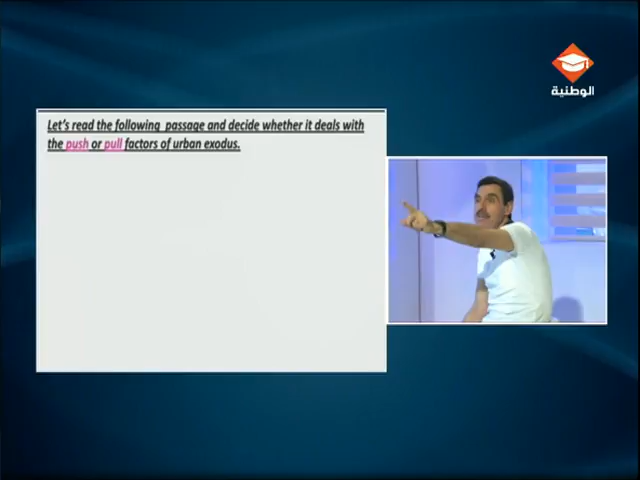 الوطنية
Let's read the following passage and decide whether it deals with
the push or pull factors of urban exodus.